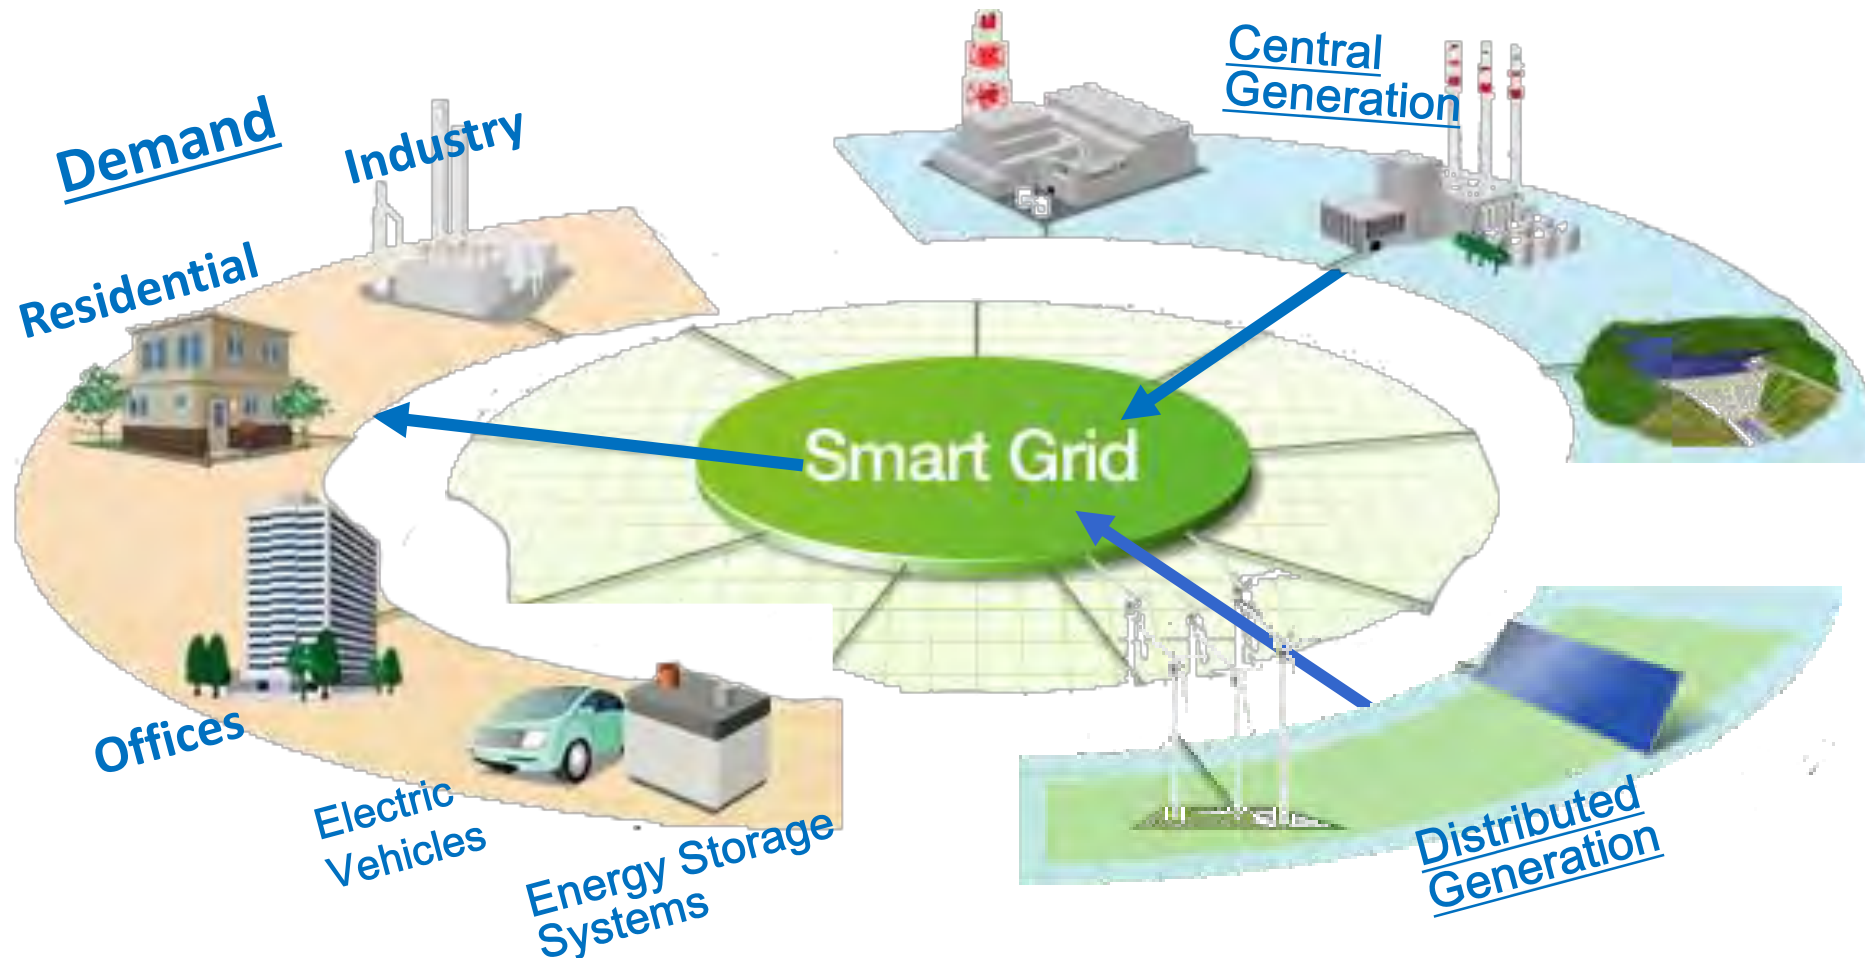 Demand
Industry
Residential
Offices
Electric
Vehicles
Energy Storage
Systems
Smart Grid
Central
Generation
Distributed
Generation